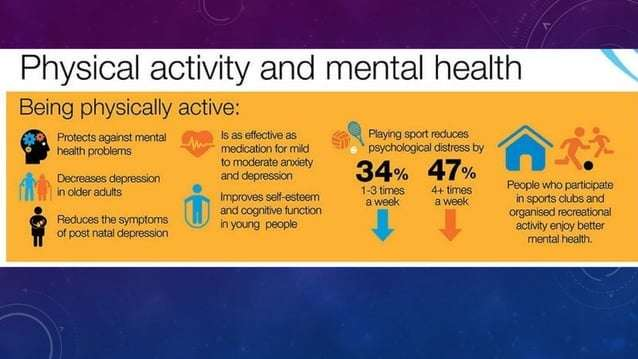 Physical activity and mental health
Being physically active:
Protects against mental
health problems
Decreases depression
in older adults
Reduces the symptoms
of post natal depression
Is as effective as
medication for mild
to moderate anxiety
and depression
Improves self-esteem
and cognitive function
in young people
Playing sport reduces
psychological distress by
34% 47%
1-3 times 4+ times
a week a week
People who participate
in sports clubs and
organised recreational
activity enjoy better
mental health.